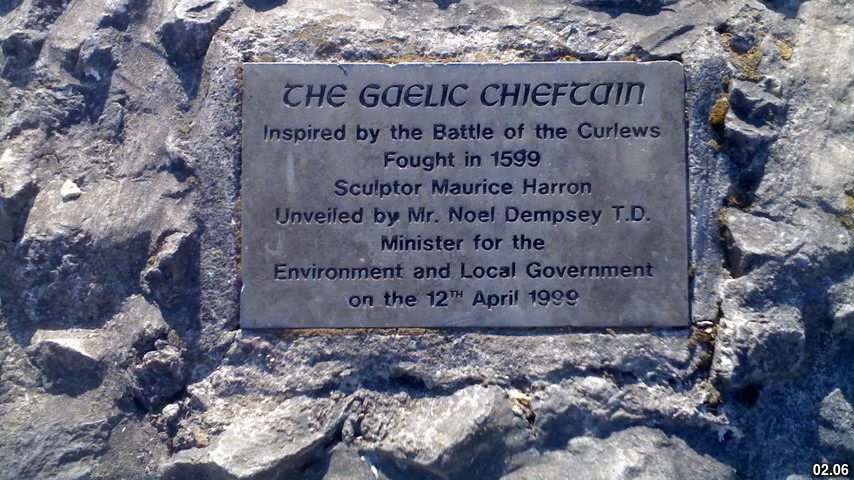 THE GAELIC CHIEFTAIN
Inspired by the Battle of the Curlews
Fought in 1599
Sculptor Maurice Harron
Unveiled by Mr. Noel Dempsey T.D.
Minister for the
Environment and Local Government
on the 12TH April 1999
02.06